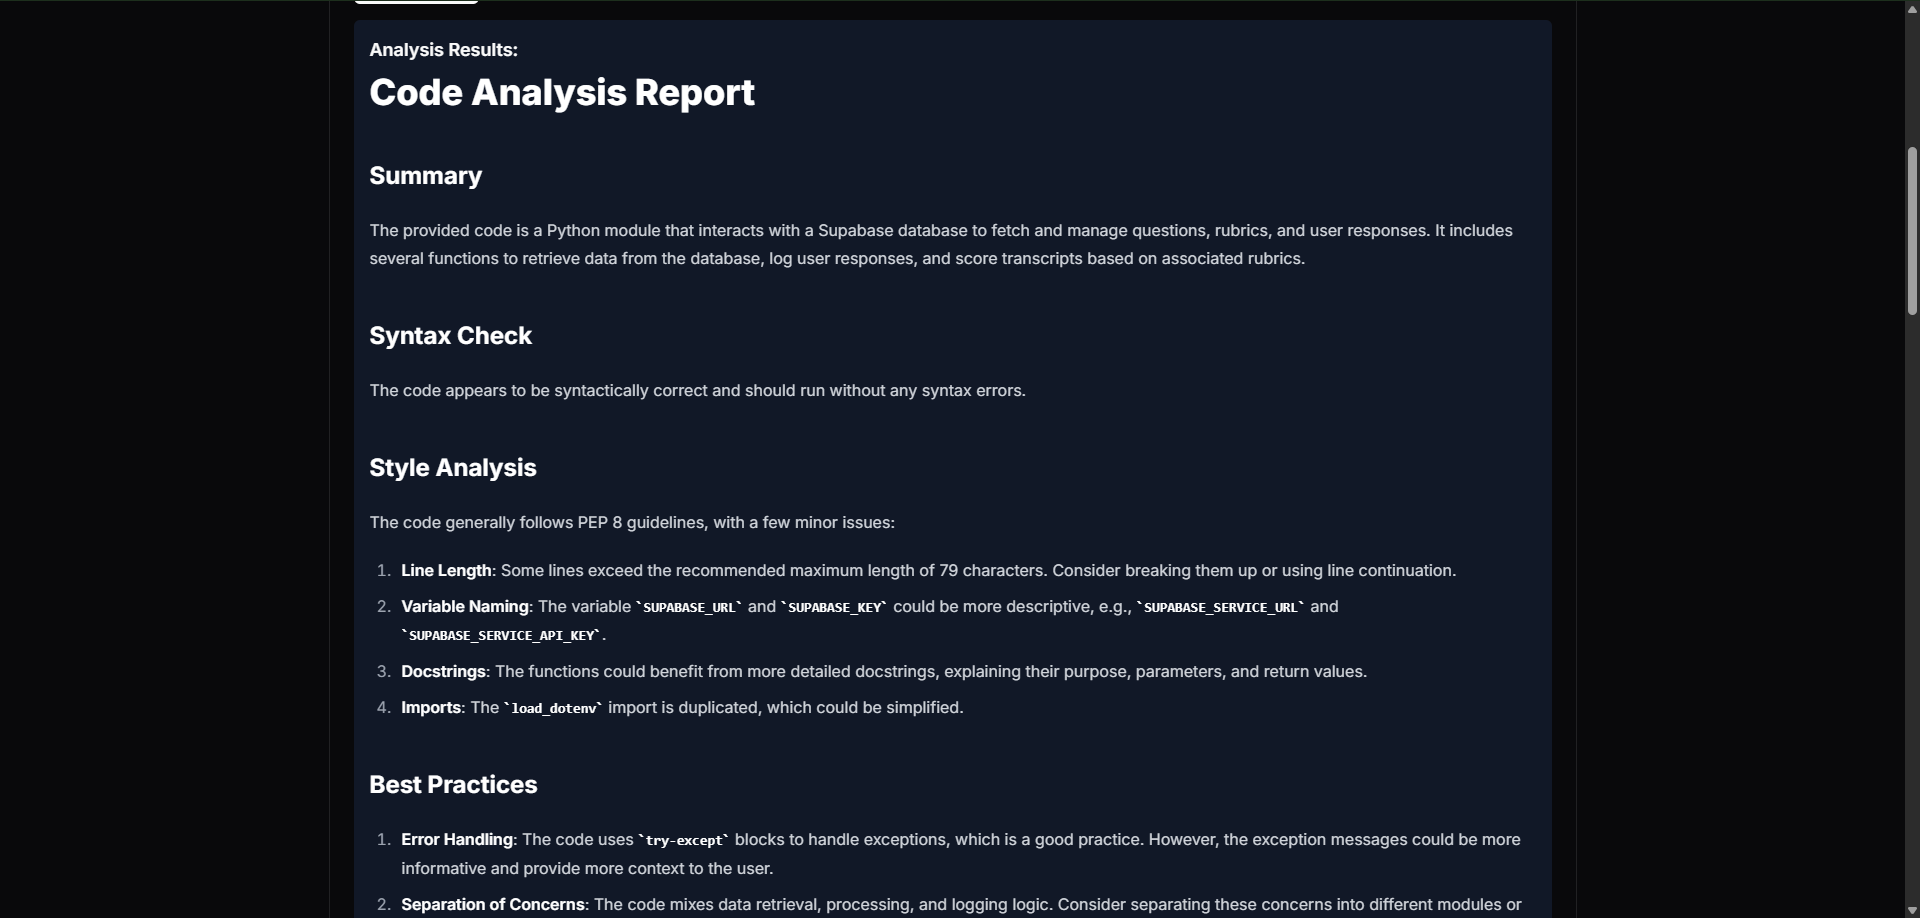 Analysis Results:
Code Analysis Report
Summary
The provided code is a Python module that interacts with a Supabase database to fetch and manage questions, rubrics, and user responses. It includes
several functions to retrieve data from the database, log user responses, and score transcripts based on associated rubrics.
Syntax Check
The code appears to be syntactically correct and should run without any syntax errors.
Style Analysis
The code generally follows PEP 8 guidelines, with a few minor issues:
1. Line Length: Some lines exceed the recommended maximum length of 79 characters. Consider breaking them up or using line continuation.
2. Variable Naming: The variable `SUPABASE_URL` and `SUPABASE_KEY` could be more descriptive, e.g., `SUPABASE_SERVICE_URL` and
`SUPABASE_SERVICE_API_KEY`.
3. Docstrings: The functions could benefit from more detailed docstrings, explaining their purpose, parameters, and return values.
4. Imports: The `load_dotenv` import is duplicated, which could be simplified.
Best Practices
1. Error Handling: The code uses `try-except` blocks to handle exceptions, which is a good practice. However, the exception messages could be more
informative and provide more context to the user.
2. Separation of Concerns: The code mixes data retrieval, processing, and logging logic. Consider separating these concerns into different modules or